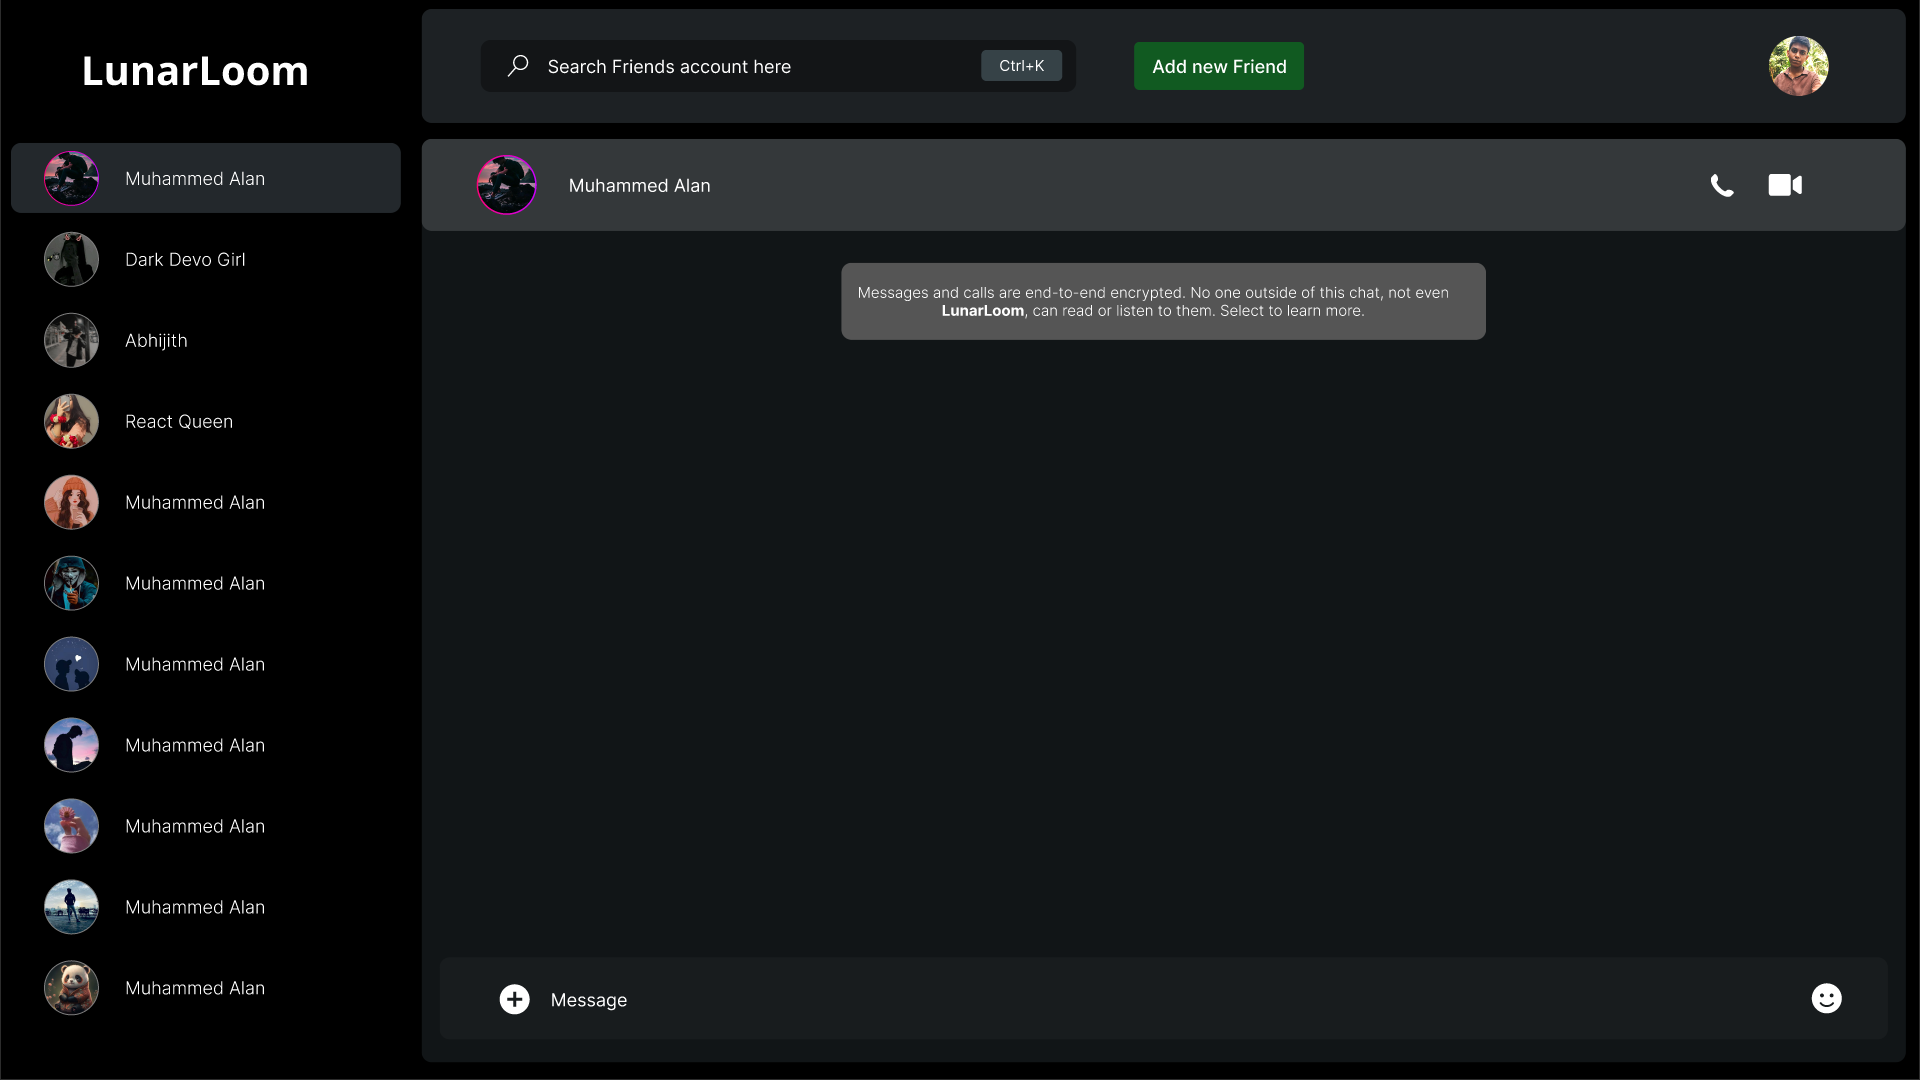 LunarLoom
Search Friends account here
Ctrl+K
Add new Friend
Muhammed Alan
Dark Devo Girl
Abhijith
React Queen
Muhammed Alan
Muhammed Alan
Muhammed Alan
Muhammed Alan
Muhammed Alan
Muhammed Alan
Muhammed Alan
Muhammed Alan
Messages and calls are end-to-end encrypted. No one outside of this chat, not even
LunarLoom, can read or listen to them. Select to learn more.
Message